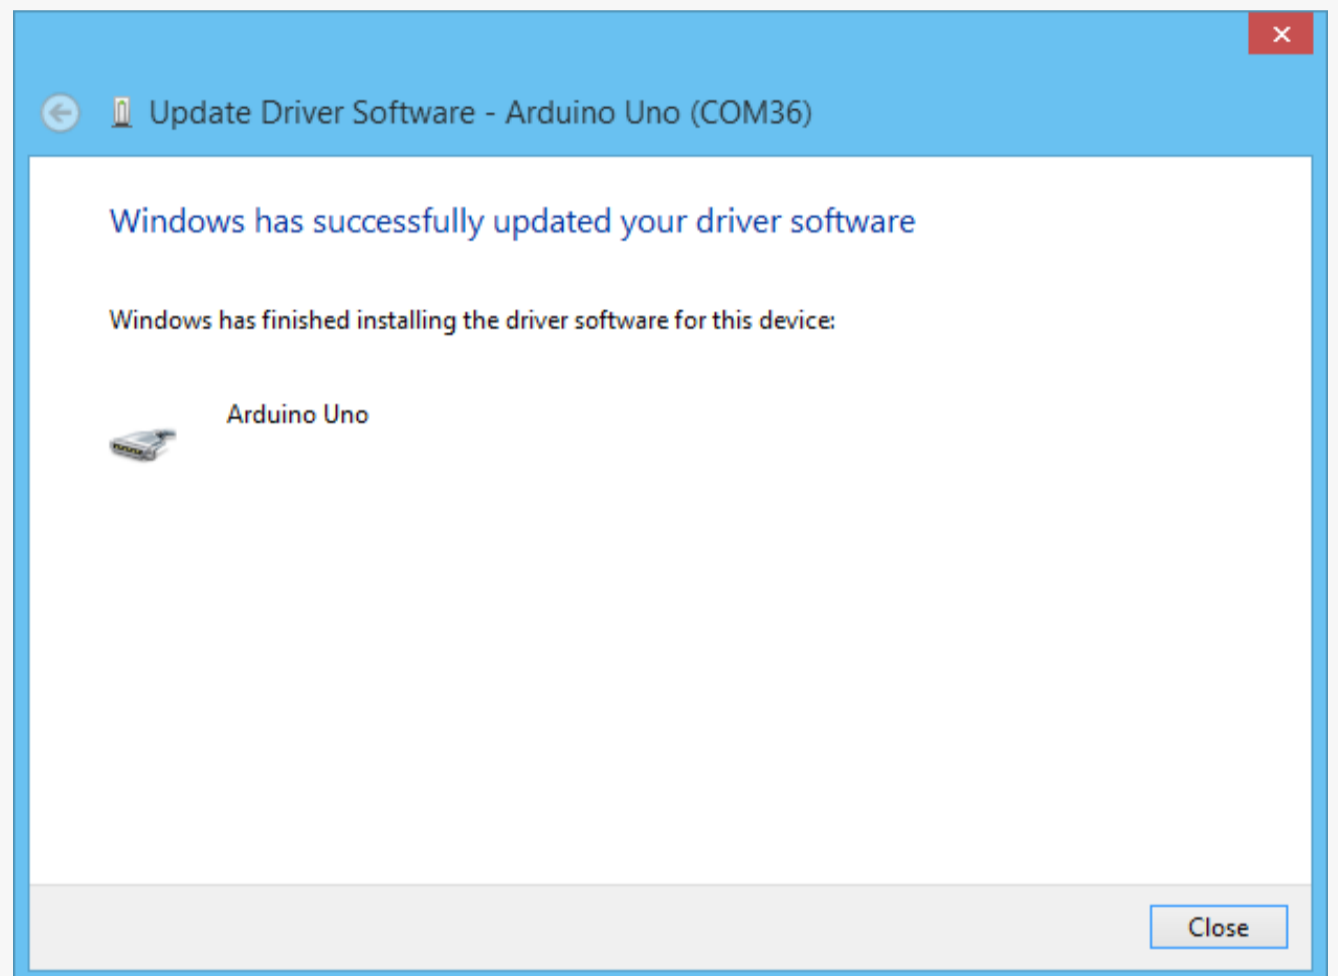 Update Driver Software - Arduino Uno (COM36)
Windows has successfully updated your driver software
Windows has finished installing the driver software for this device:
Arduino Uno
Close